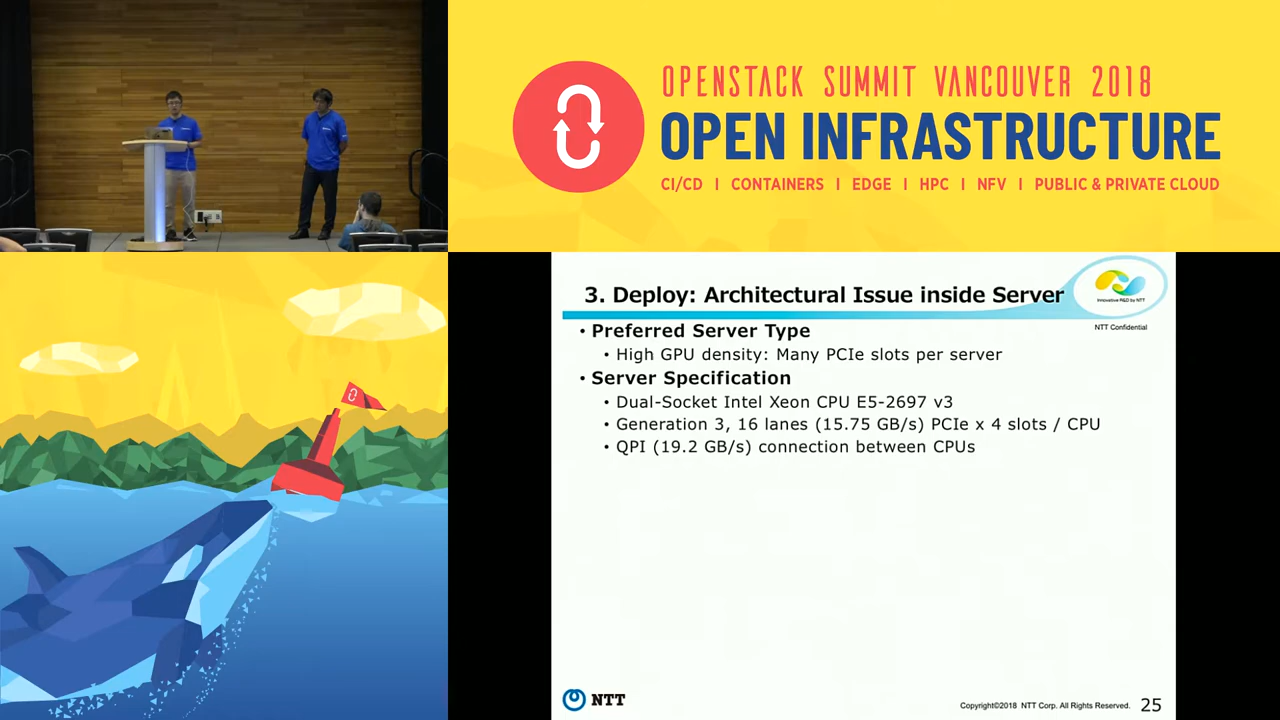 OPENSTACK SUMMIT VANCOUVER 2018
OPEN INFRASTRUCTURE
CI/CD I CONTAINERS I EDGE I HPC I NFV I PUBLIC & PRIVATE CLOUD
3. Deploy: Architectural Issue inside Server
Innovative R&D by NTT
NTT Confidential
• Preferred Server Type
• High GPU density: Many PCIe slots per server
• Server Specification
• Dual-Socket Intel Xeon CPU E5-2697 v3
• Generation 3, 16 lanes (15.75 GB/s) PCIe x 4 slots / CPU
• QPI (19.2 GB/s) connection between CPUs
NTT
Copyright©2018 NTT Corp. All Rights Reserved. 25